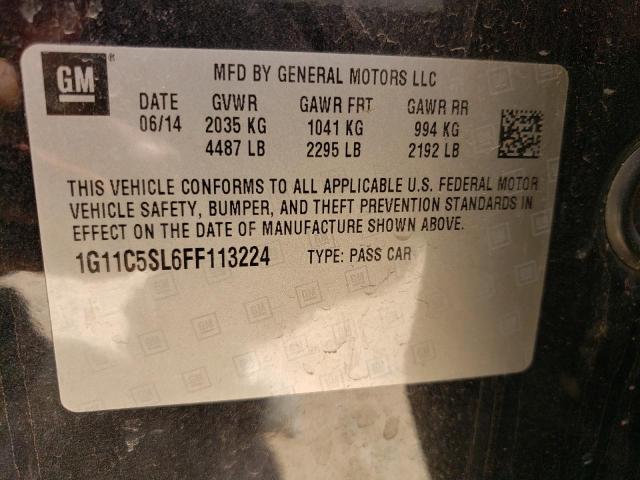 GM ®
MFD BY GENERAL MOTORS LLC
DATE GVWR GAWR FRT GAWR RR
06/14 2035 KG 1041 KG 994 KG
4487 LB 2295 LB 2192 LB
THIS VEHICLE CONFORMS TO ALL APPLICABLE U.S. FEDERAL MOTOR
VEHICLE SAFETY, BUMPER, AND THEFT PREVENTION STANDARDS IN
EFFECT ON THE DATE OF MANUFACTURE SHOWN ABOVE.
1G11C5SL6FF113224 TYPE: PASS CAR